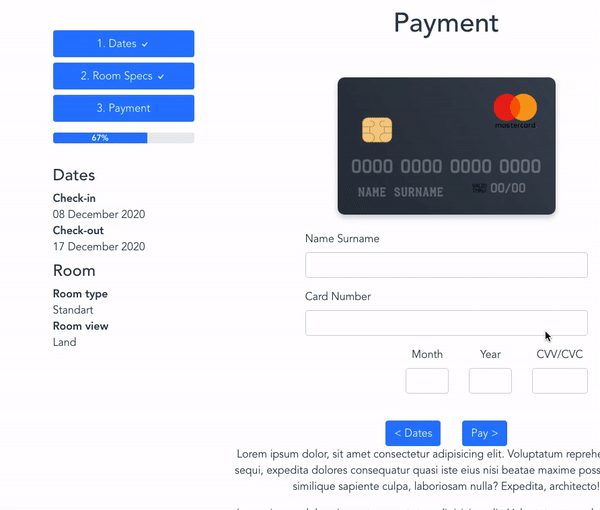 Payment
1. Dates ✓
2. Room Specs ✓
3. Payment
67%
Dates
Check-in
08 December 2020
Check-out
17 December 2020
Room
Room type
Standart
Room view
Land
mastercard
0000 0000 0000 0000
NAME SURNAME
VALID THRU 00/00
Name Surname
Card Number
Month Year CVV/CVC
< Dates Pay >
Lorem ipsum dolor, sit amet consectetur adipisicing elit. Voluptatum reprehe
sequi, expedita dolores consequatur quasi iste eius nisi beatae maxime poss
similique sapiente culpa, laboriosam nulla? Expedita, architecto!